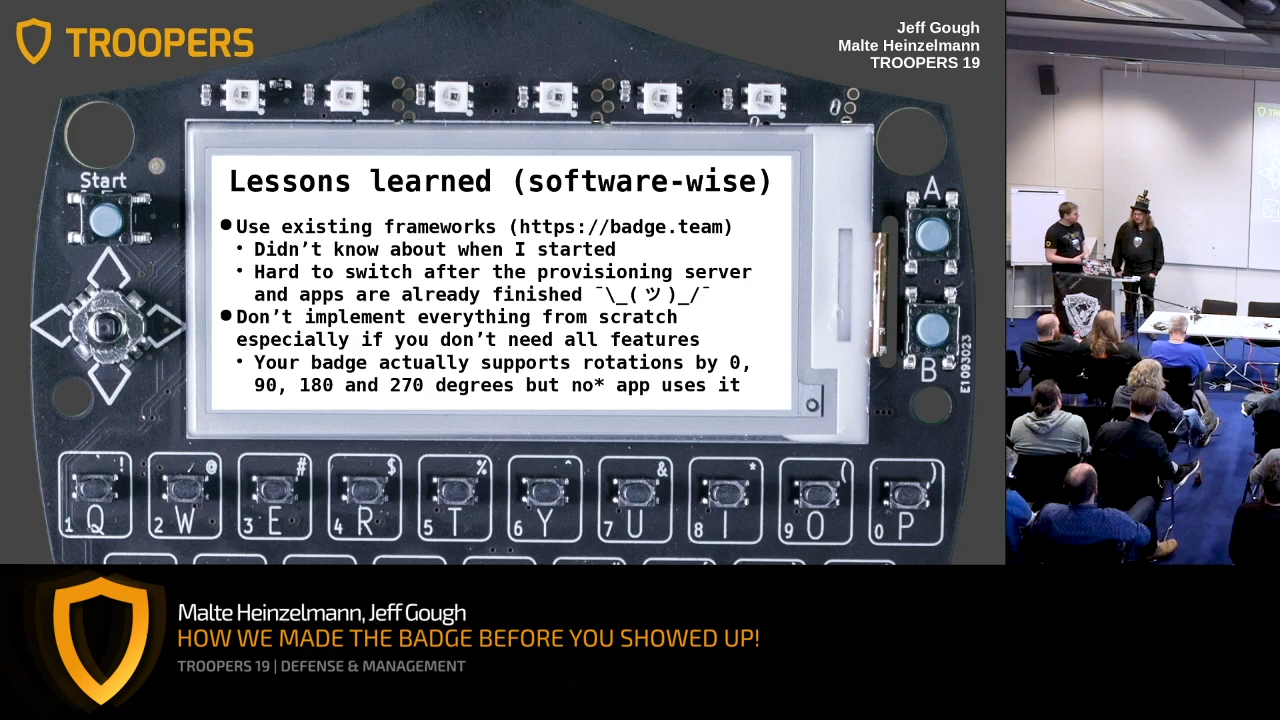 TROOPERS
Jeff Gough
Malte Heinzelmann
TROOPERS 19
Start
A
B
E1093023
Lessons learned (software-wise)
●Use existing frameworks (https://badge.team)
• Didn’t know about when I started
• Hard to switch after the provisioning server
and apps are already finished ¯\_(ツ)_/¯
●Don’t implement everything from scratch
especially if you don’t need all features
• Your badge actually supports rotations by 0,
90, 180 and 270 degrees but no* app uses it
! @ # $ % ^ & * ( )
1 Q 2 W 3 E 4 R 5 T 6 Y 7 U 8 I 9 O 0 P
Malte Heinzelmann, Jeff Gough
HOW WE MADE THE BADGE BEFORE YOU SHOWED UP!
TROOPERS 19 | DEFENSE & MANAGEMENT